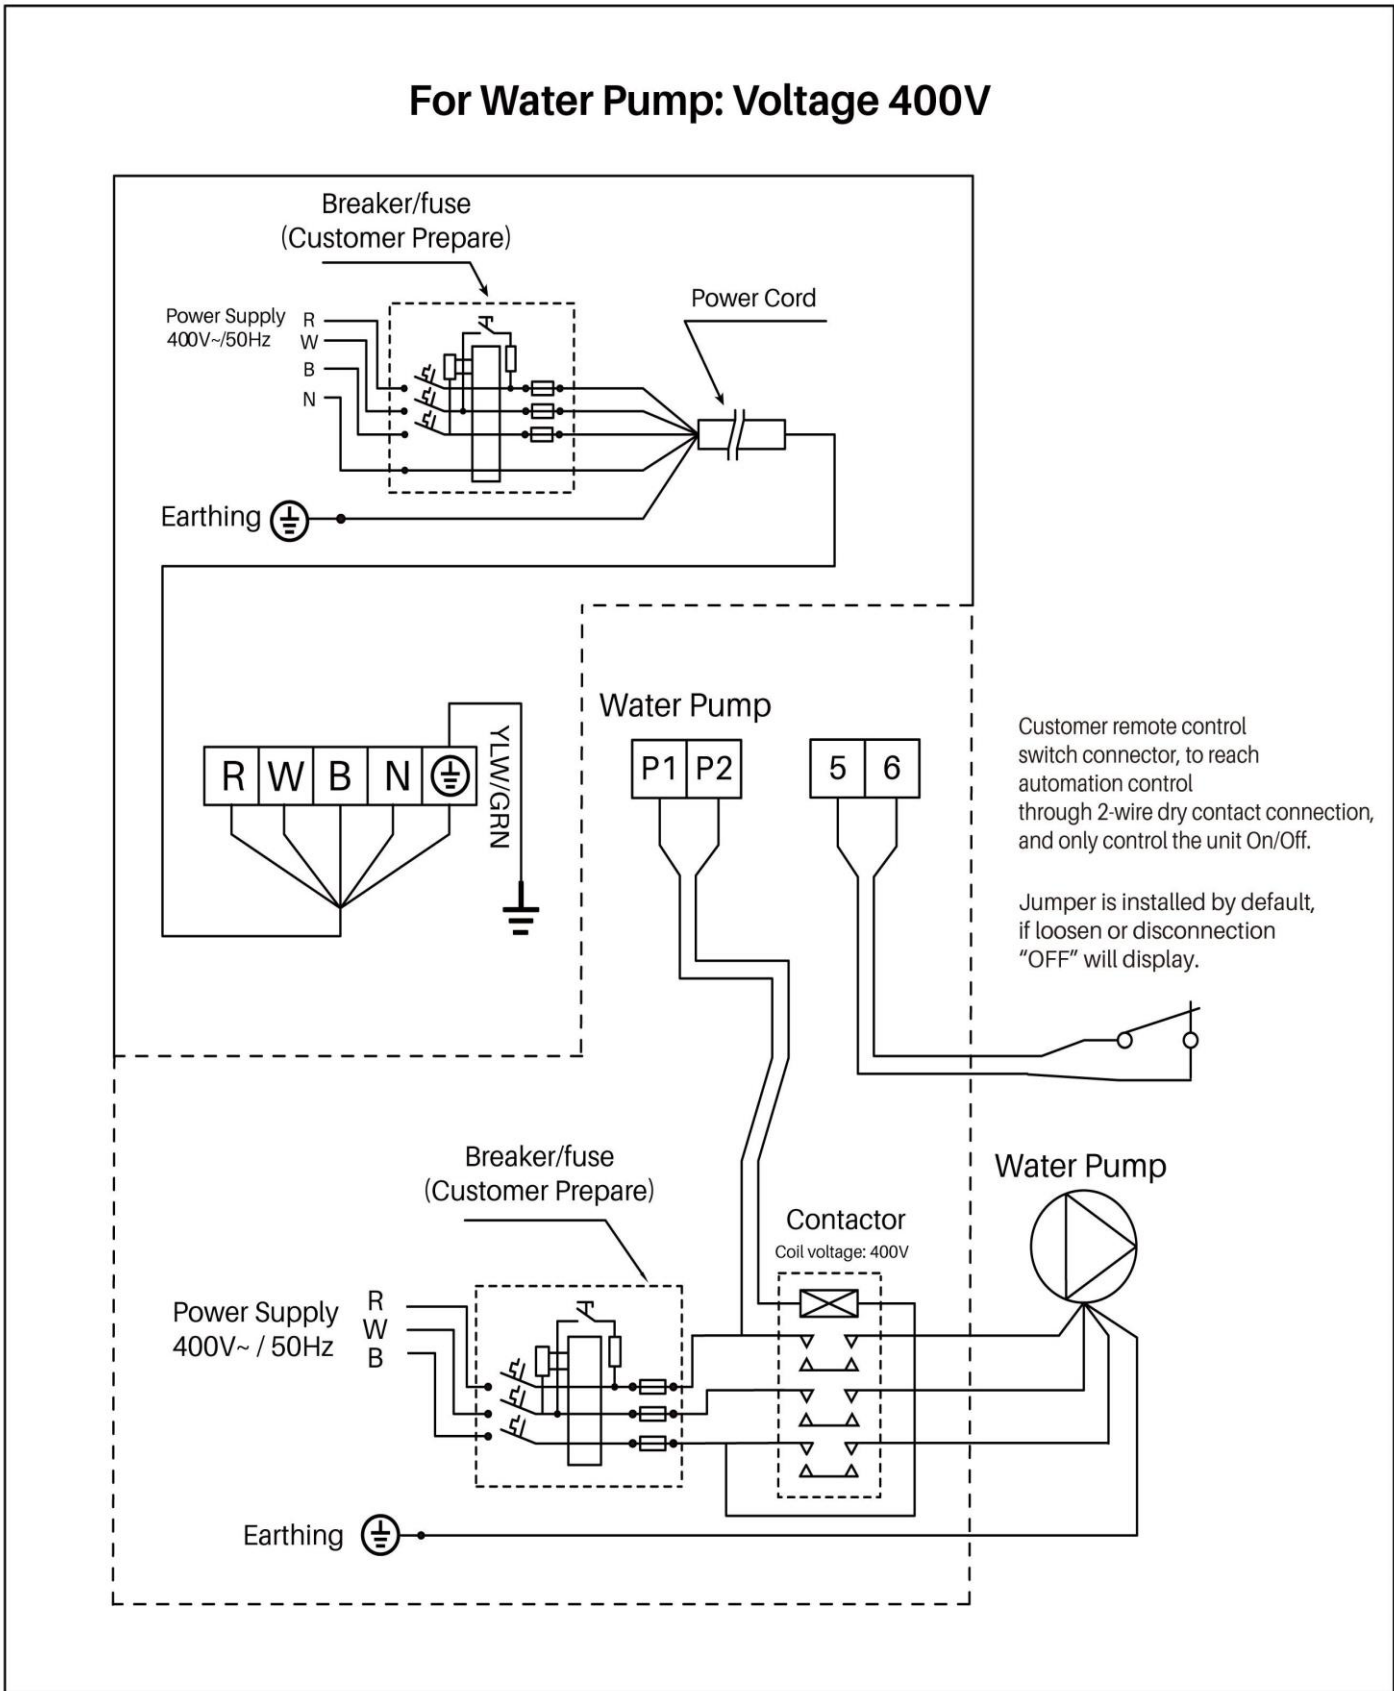 For Water Pump: Voltage 400V
Breaker/fuse
(Customer Prepare)
Power Supply
400V~/50Hz
R
W
B
N
Power Cord
Earthing
R W B N
YLW/GRN
Water Pump
P1 P2
5 6
Customer remote control
switch connector, to reach
automation control
through 2-wire dry contact connection,
and only control the unit On/Off.
Jumper is installed by default,
if loosen or disconnection
“OFF” will display.
Breaker/fuse
(Customer Prepare)
Water Pump
Contactor
Coil voltage: 400V
Power Supply
400V~ / 50Hz
R
W
B
Earthing